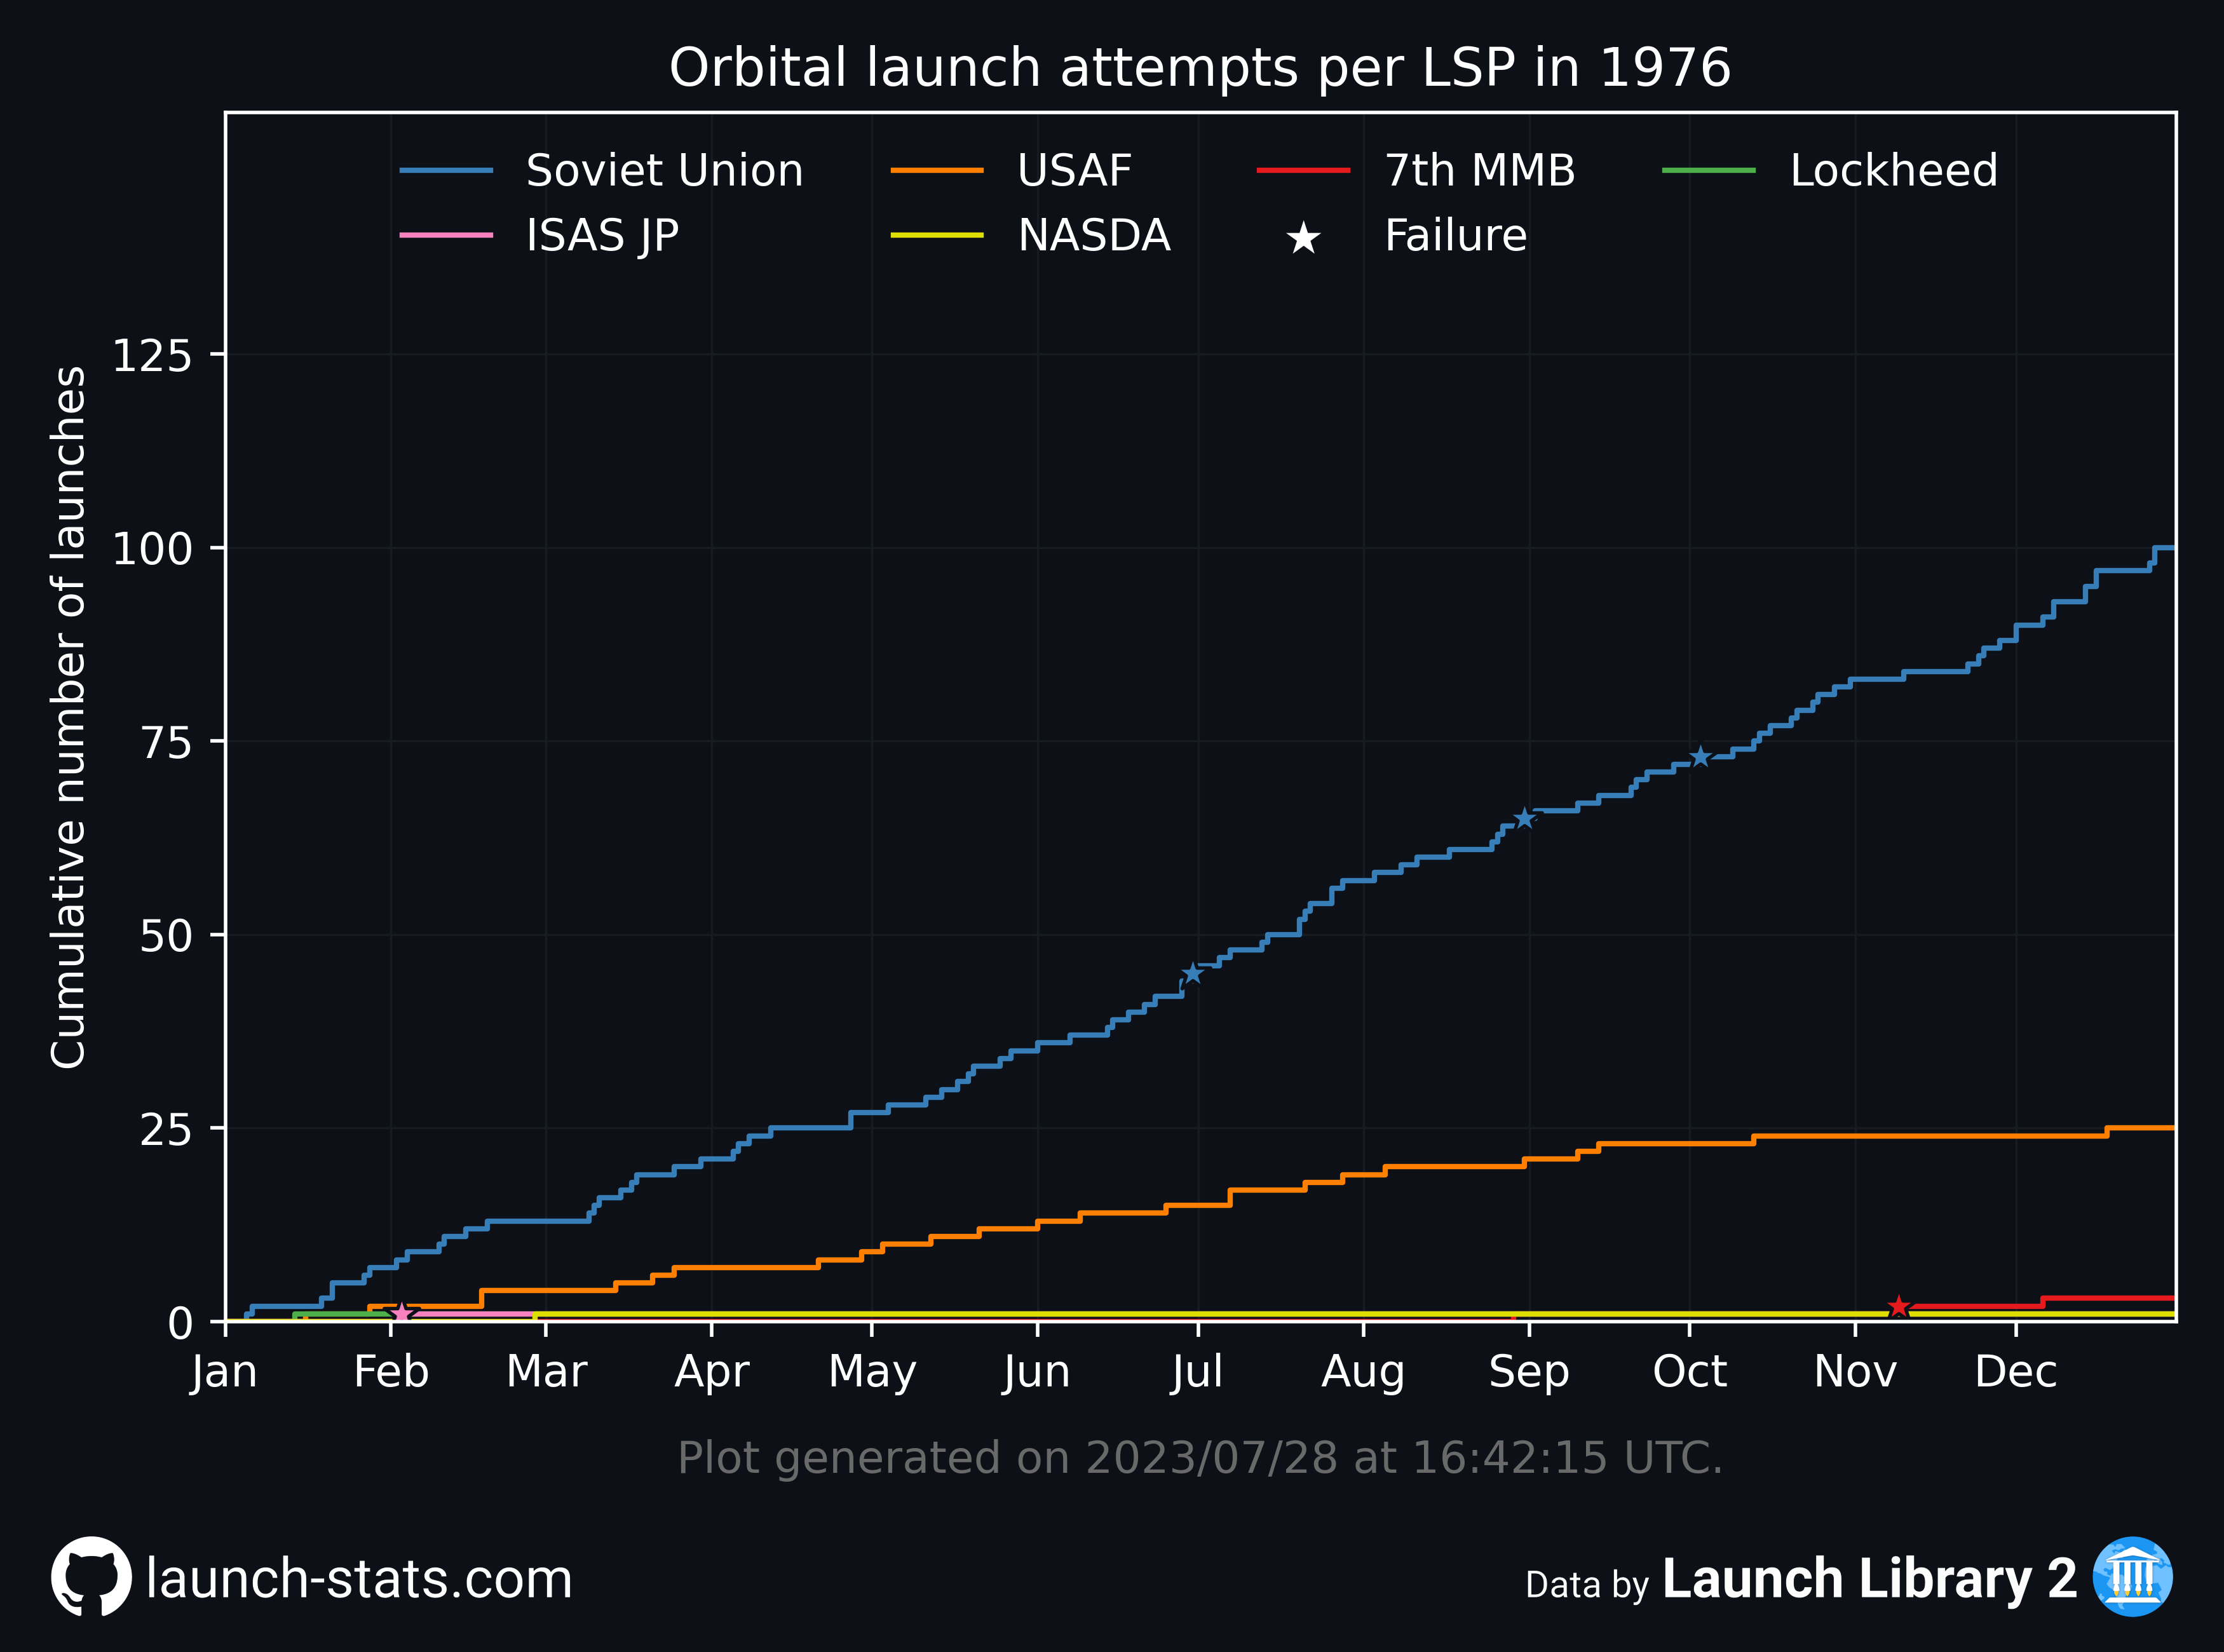 Orbital launch attempts per LSP in 1976
Soviet Union USAF 7th MMB Lockheed
ISAS JP NASDA Failure
Cumulative number of launches
125
100
75
50
25
0
Jan Feb Mar Apr May Jun Jul Aug Sep Oct Nov Dec
Plot generated on 2023/07/28 at 16:42:15 UTC.
launch-stats.com
Data by Launch Library 2